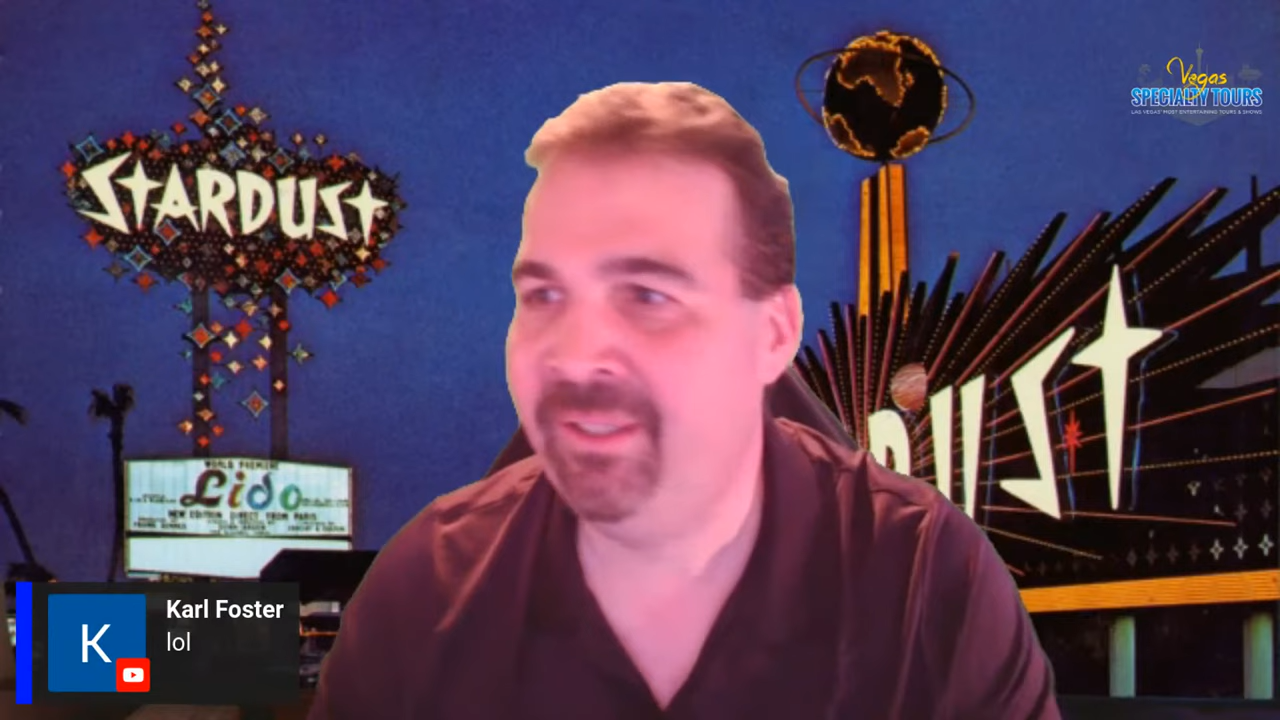 STARDUST
Vegas
SPECIALTY TOURS
LAS VEGAS' MOST ENTERTAINING TOURS & SHOWS
UST
WORLD PREMIERE
Lido
NEW EDITION DIRECT FROM PARIS
Karl Foster
lol
K